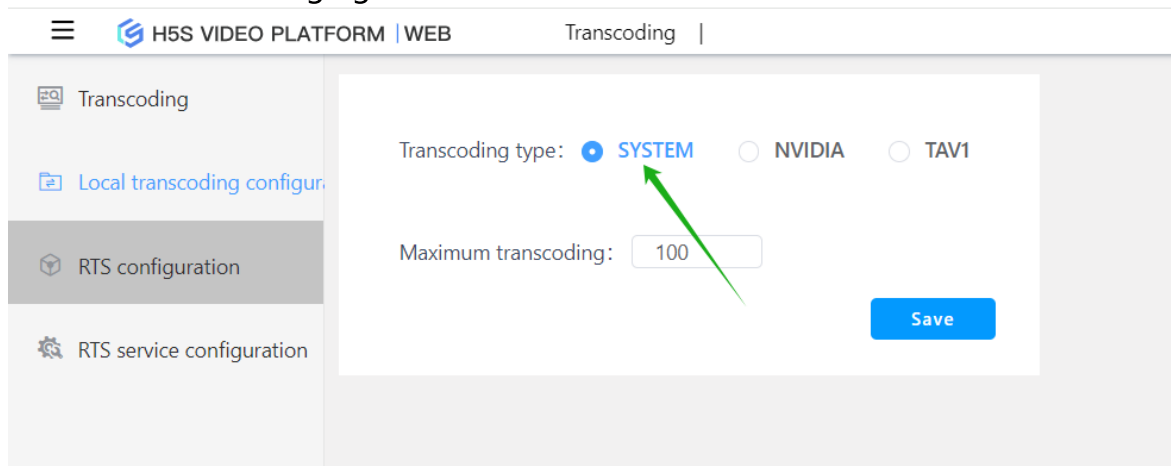 H5S VIDEO PLATFORM | WEB Transcoding |
Transcoding
Transcoding type: SYSTEM NVIDIA TAV1
Local transcoding configur
RTS configuration
Maximum transcoding: 100
Save
RTS service configuration